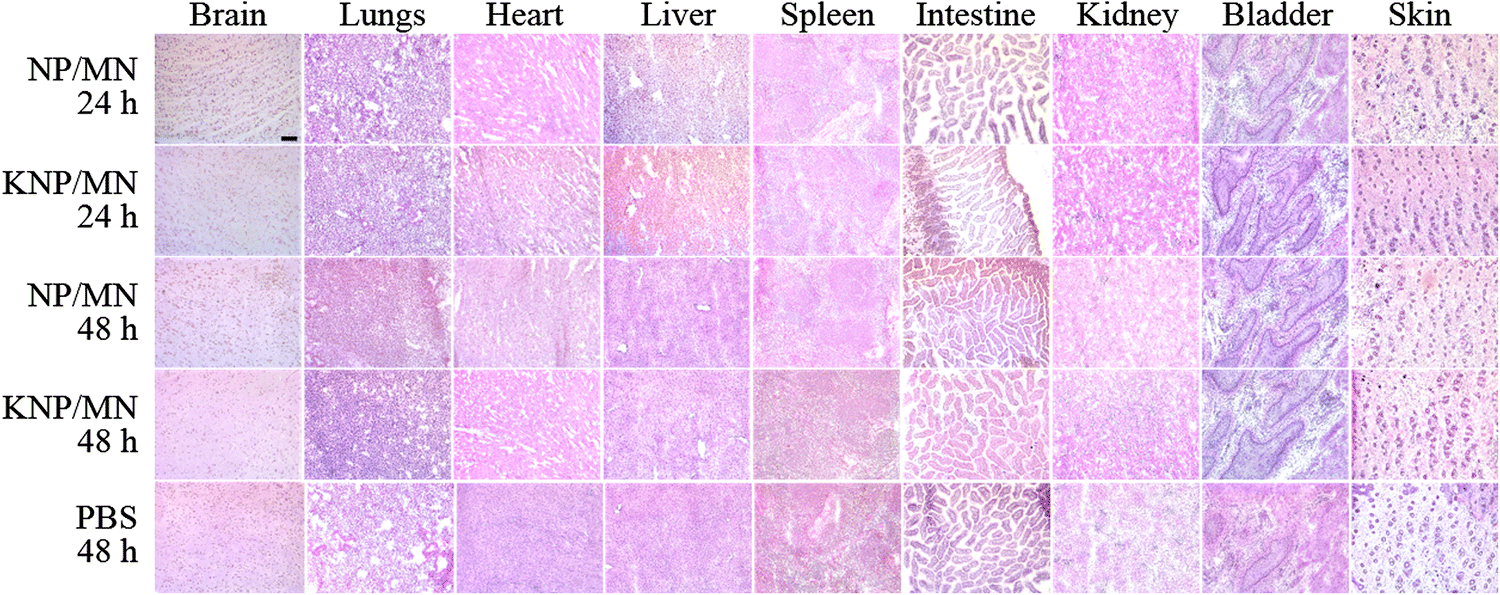 Brain Lungs Heart Liver Spleen Intestine Kidney Bladder Skin
NP/MN
24 h
KNP/MN
24 h
NP/MN
48 h
KNP/MN
48 h
PBS
48 h